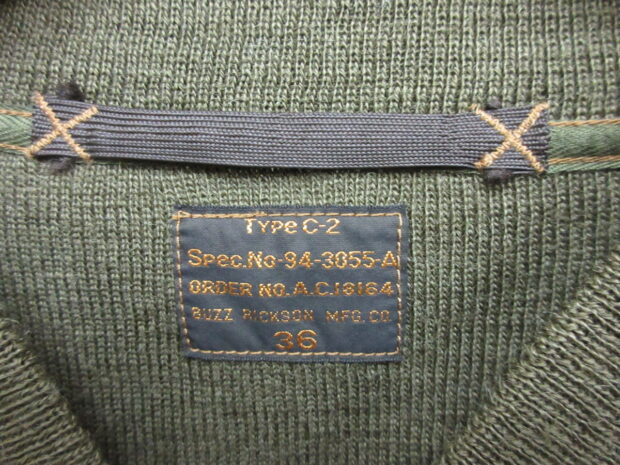 TYPE C-2
Spec.No-94-3055-A
ORDER NO.A.C.18164
BUZZ RICKSON MFG.CO.
36